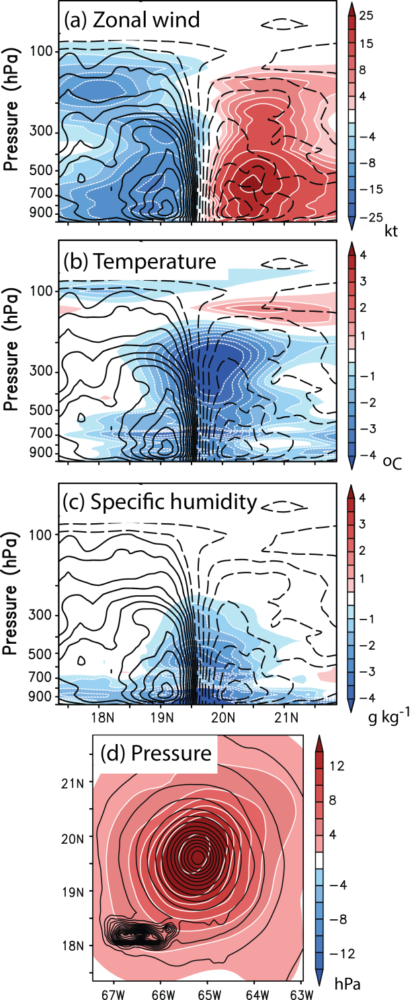 (a) Zonal wind
Pressure (hPa)
100
300
500
700
900
25
15
8
4
-4
-8
-15
-25
kt
(b) Temperature
Pressure (hPa)
100
300
500
700
900
4
3
2
1
-1
-2
-3
-4
oC
(c) Specific humidity
Pressure (hPa)
100
300
500
700
900
18N 19N 20N 21N
4
3
2
1
-1
-2
-3
-4
g kg-1
(d) Pressure
21N
20N
19N
18N
67W 66W 65W 64W 63W
12
8
4
-4
-8
-12
hPa